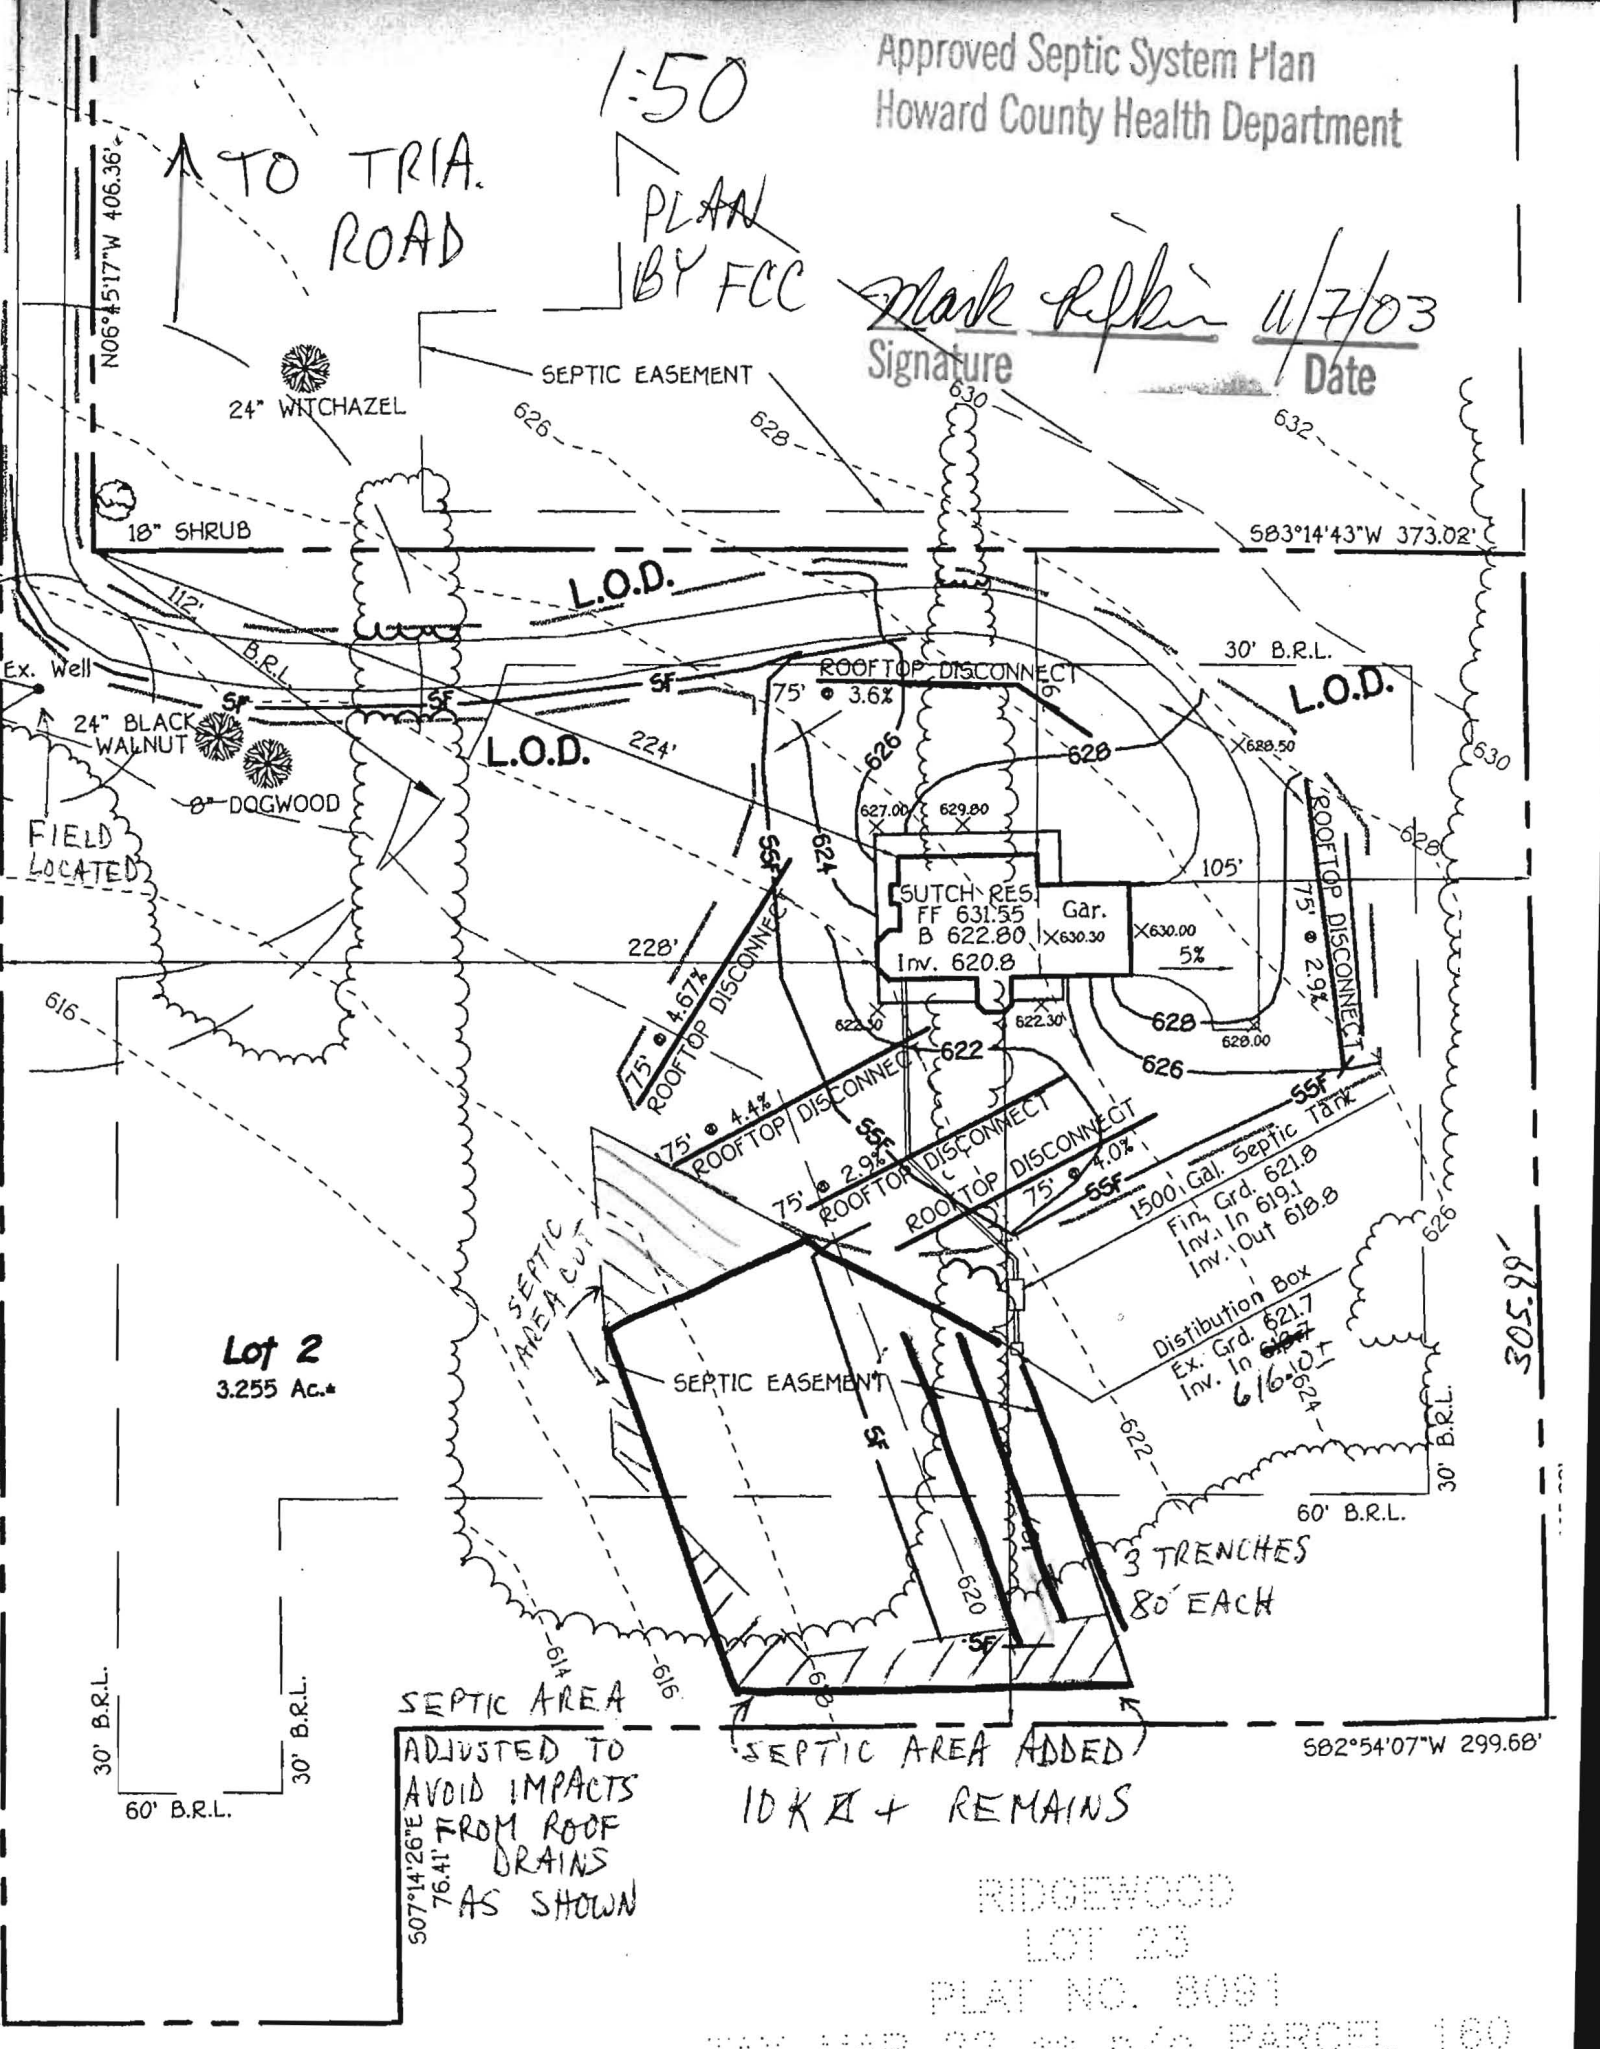 Approved Septic System Plan
Howard County Health Department
1:50
TO TRIA.
ROAD
PLAN
BY FCC
Mark Rifkin 11/7/03
Signature
Date
N06°45'17"W 406.36'
SEPTIC EASEMENT
24" WITCHAZEL
626
628
630
632
18" SHRUB
S83°14'43"W 373.02'
L.O.D.
112'
B.R.L.
30' B.R.L.
L.O.D.
Ex. Well
ROOFTOP DISCONNECT
75' @ 3.6%
SF
SF
SF
24" BLACK
WALNUT
L.O.D.
224'
626
628
628.50
630
8" DOGWOOD
627.00
629.80
FIELD
LOCATED
SSF
624
628
105'
SUTCH RES.
FF 631.55
B 622.80
Inv. 620.8
Gar.
630.30
630.00
5%
ROOFTOP DISCONNECT
75' @ 2.9%
228'
616
75' @ 4.67%
ROOFTOP DISCONNECT
622.30
622.30
628
628.00
622
626
75' @ 4.4%
ROOFTOP DISCONNECT
SSF
SSF
75' @ 2.9%
ROOFTOP DISCONNECT
ROOFTOP DISCONNECT
75' @ 4.0%
SSF
1500 Gal. Septic Tank
Fin. Grd. 621.8
Inv. In 619.1
Inv. Out 618.8
626
SEPTIC
AREA CUT
Distibution Box
Ex. Grd. 621.7
Inv. In
616.0±
305.99'
Lot 2
3.255 Ac.±
SEPTIC EASEMENT
SF
624
622
30' B.R.L.
60' B.R.L.
3 TRENCHES
80' EACH
620
SF
614
616
618
30' B.R.L.
30' B.R.L.
60' B.R.L.
SEPTIC AREA
ADJUSTED TO
AVOID IMPACTS
FROM ROOF
DRAINS
AS SHOWN
S07°14'26"E
76.41'
SEPTIC AREA ADDED
10K + REMAINS
S82°54'07"W 299.68'
RIDGEWOOD
LOT 23
PLAT NO. 8091
PARCEL 160